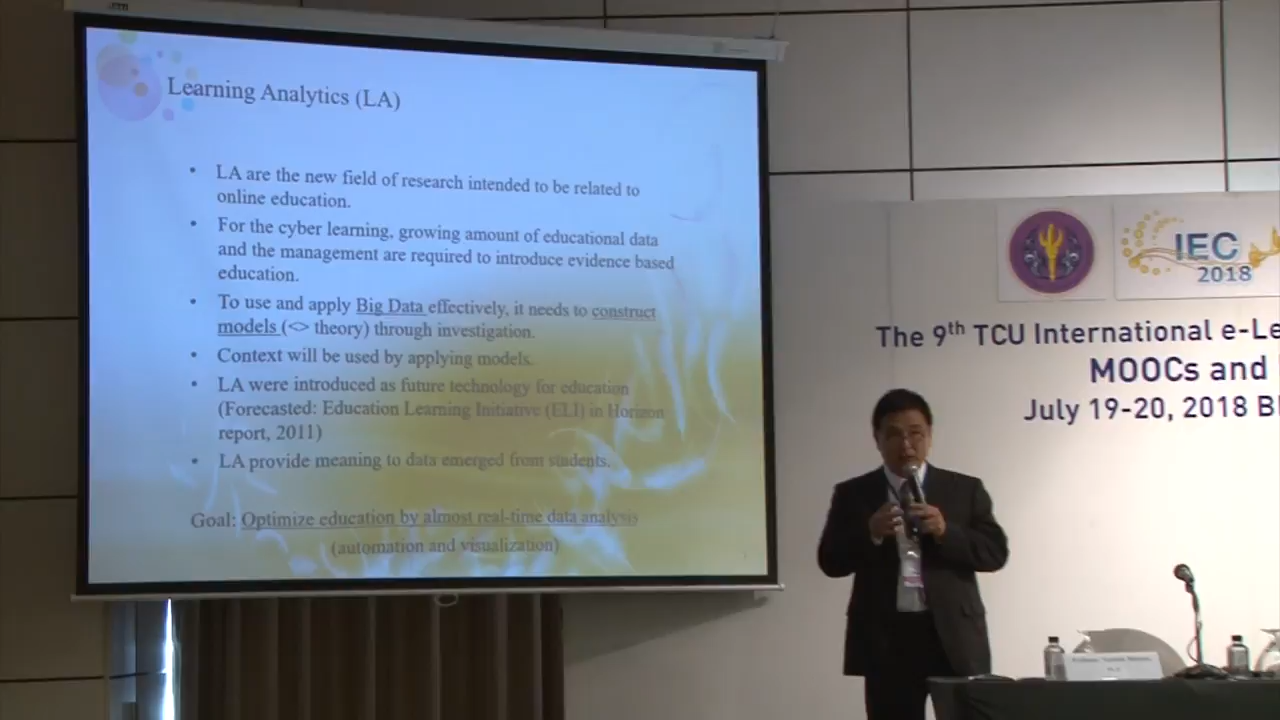 Learning Analytics (LA)
• LA are the new field of research intended to be related to
online education.
• For the cyber learning, growing amount of educational data
and the management are required to introduce evidence based
education.
• To use and apply Big Data effectively, it needs to construct
models (<> theory) through investigation.
• Context will be used by applying models.
• LA were introduced as future technology for education
(Forecasted: Education Learning Initiative (ELI) in Horizon
report, 2011)
• LA provide meaning to data emerged from students.
Goal: Optimize education by almost real-time data analysis
(automation and visualization)
IEC
2018
The 9th TCU International e-Le
MOOCs and
July 19-20, 2018 B
Professor